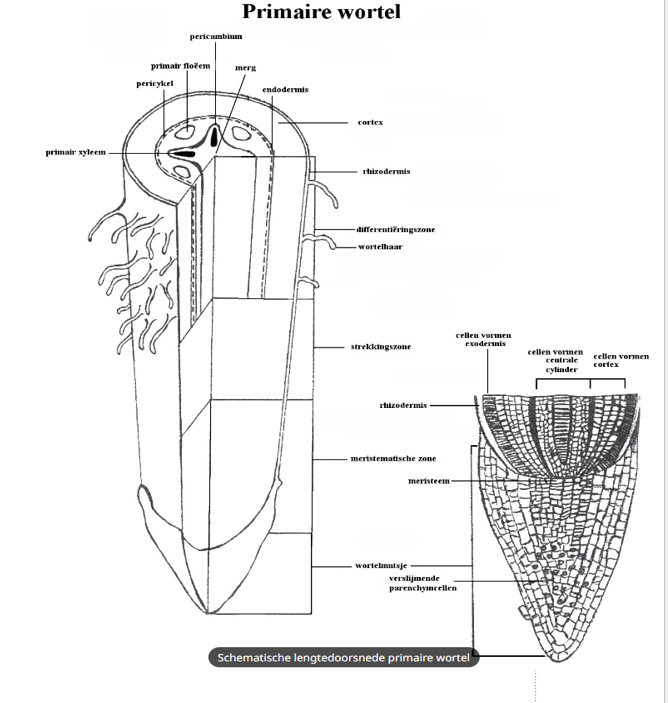 Primaire wortel
pericambium
primair floëem
merg
pericykel
endodermis
cortex
primair xyleem
rhizodermis
differentiëringszone
wortelhaar
strekkingszone
cellen vormen
exodermis
cellen vormen
centrale
cylinder
cellen vormen
cortex
rhizodermis
meristematische zone
meristeem
wortelmutsje
verslijmende
parenchymcellen
Schematische lengtedoorsnede primaire wortel